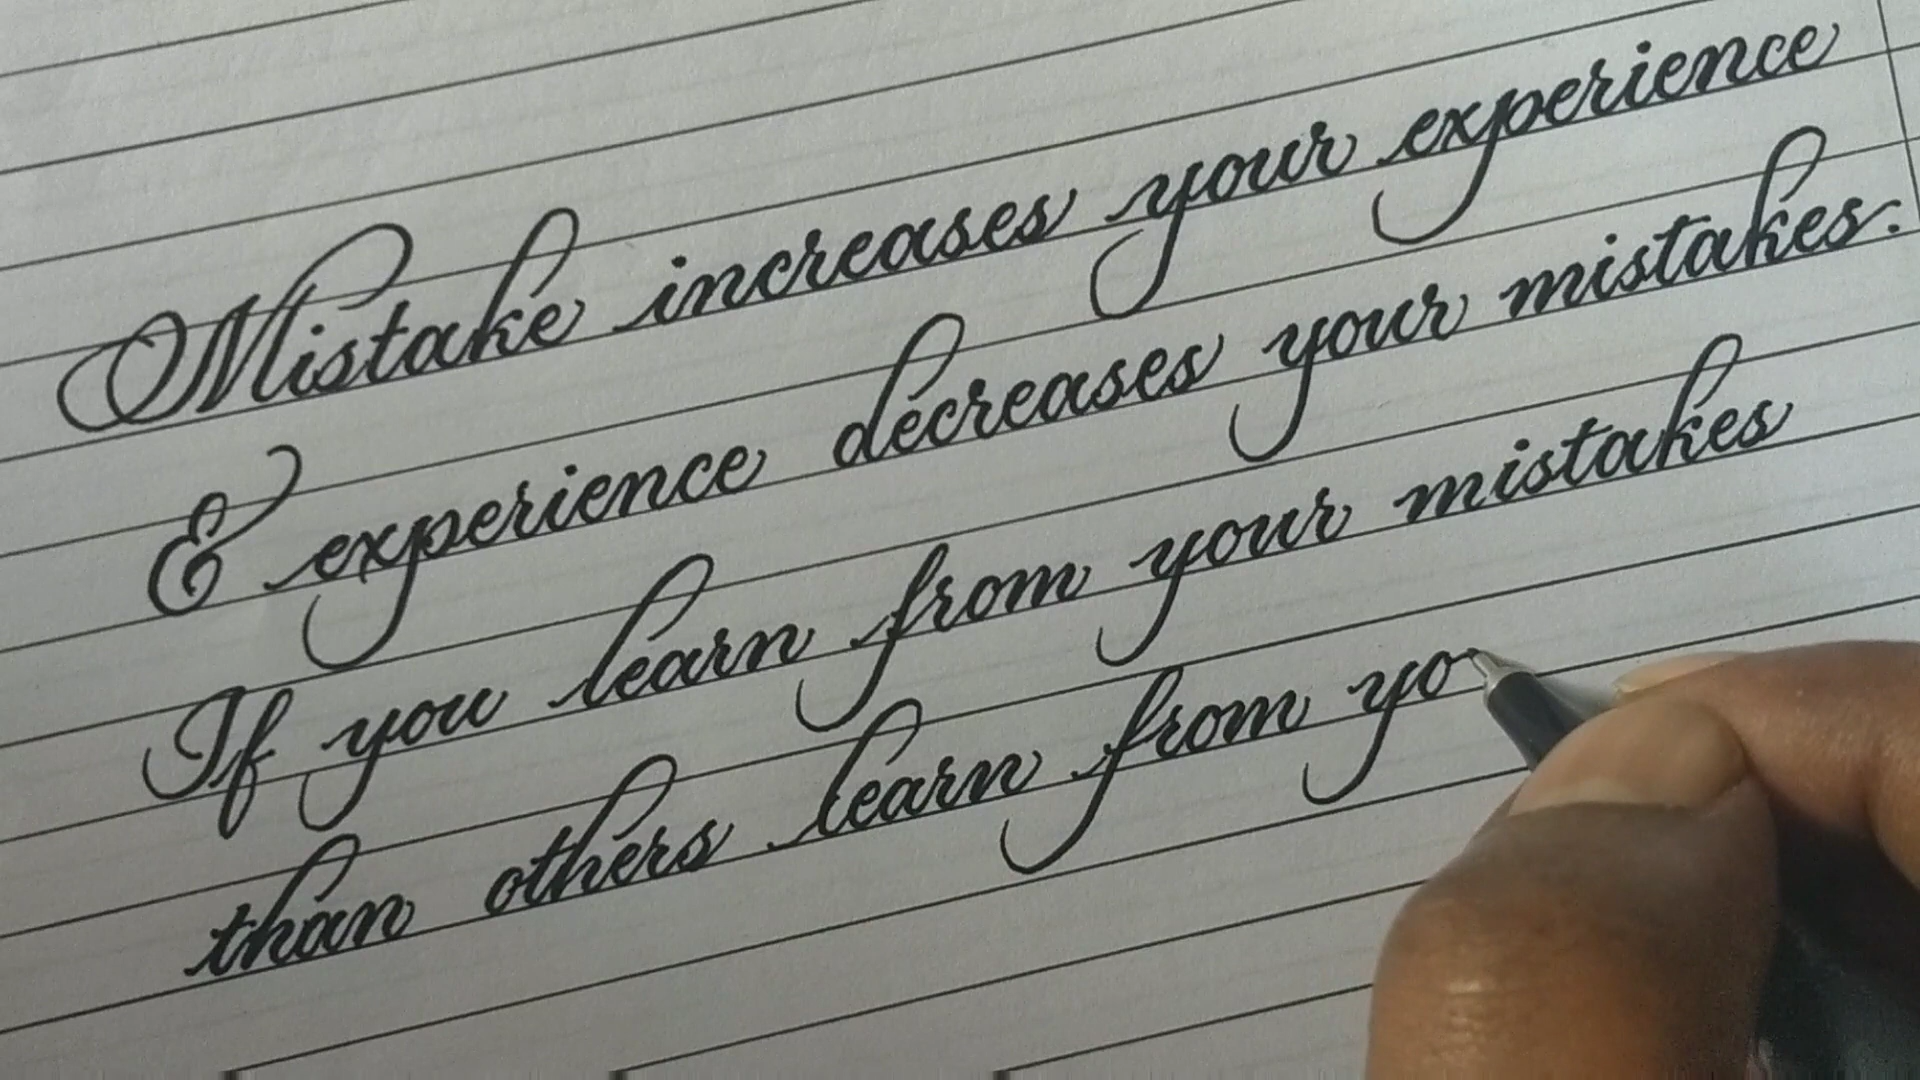 Mistake increases your experience
& experience decreases your mistakes.
If you learn from your mistakes
than others learn from yo